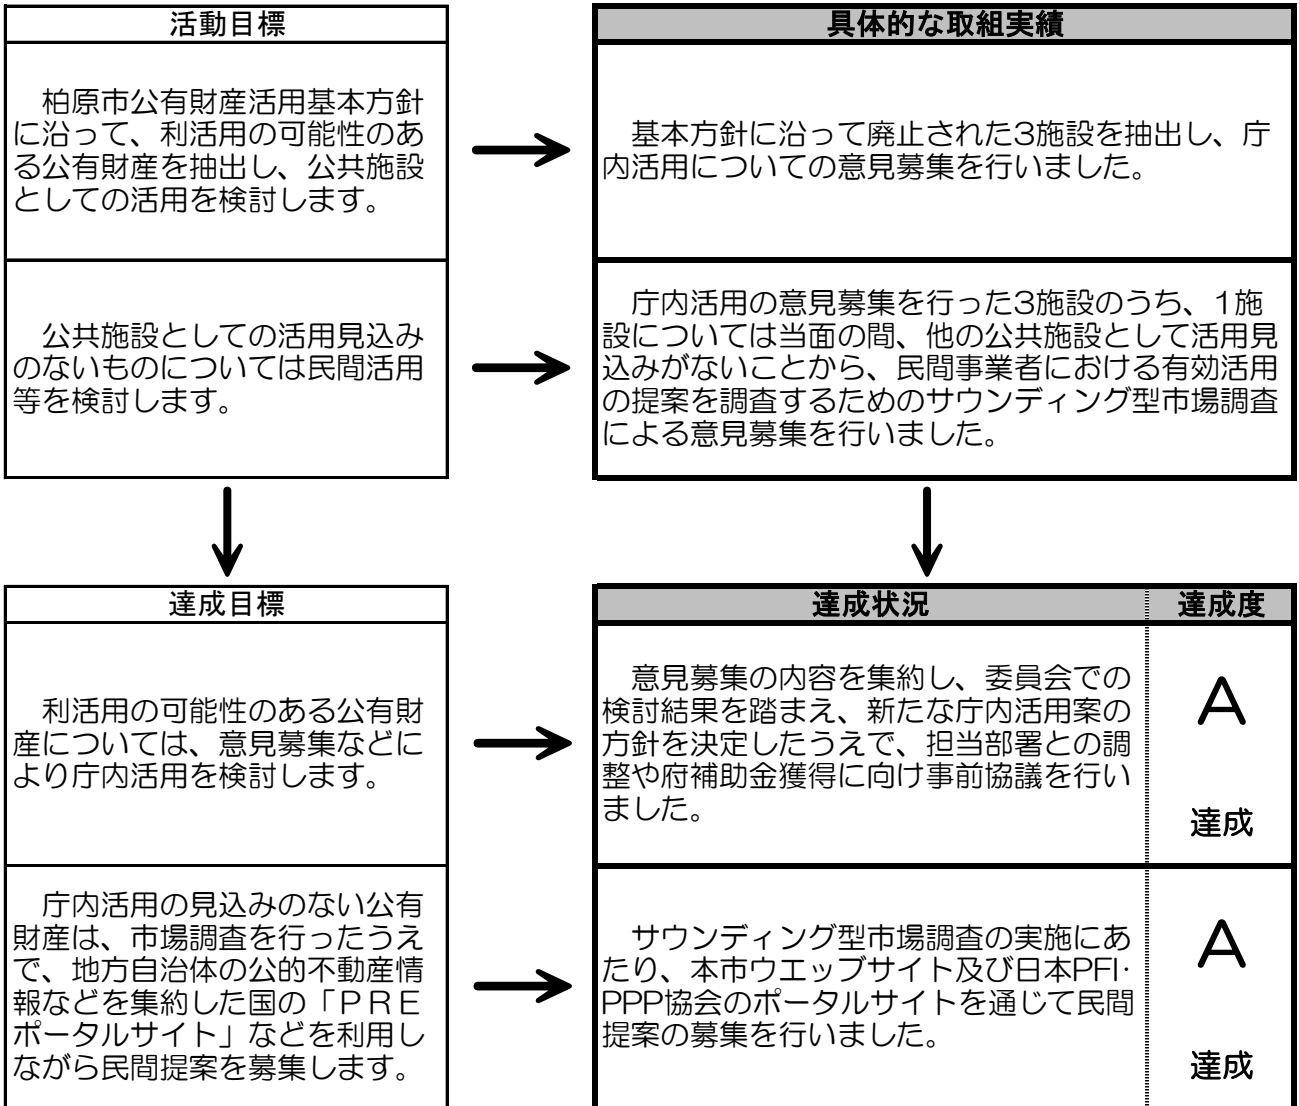 活動目標
柏原市公有財産活用基本方針
に沿って、利活用の可能性のあ
る公有財産を抽出し、公共施設
としての活用を検討します。
公共施設としての活用見込み
のないものについては民間活用
等を検討します。
具体的な取組実績
基本方針に沿って廃止された3施設を抽出し、庁
内活用についての意見募集を行いました。
庁内活用の意見募集を行った3施設のうち、1施
設については当面の間、他の公共施設として活用見
込みがないことから、民間事業者における有効活用
の提案を調査するためのサウンディング型市場調査
による意見募集を行いました。
達成目標
利活用の可能性のある公有財
産については、意見募集などに
より庁内活用を検討します。
庁内活用の見込みのない公有
財産は、市場調査を行ったうえ
で、地方自治体の公的不動産情
報などを集約した国の「ＰＲＥ
ポータルサイト」などを利用し
ながら民間提案を募集します。
達成状況
達成度
意見募集の内容を集約し、委員会での
検討結果を踏まえ、新たな庁内活用案の
方針を決定したうえで、担当部署との調
整や府補助金獲得に向け事前協議を行い
ました。
A
達成
サウンディング型市場調査の実施にあ
たり、本市ウエッブサイト及び日本PFI･
PPP協会のポータルサイトを通じて民間
提案の募集を行いました。
A
達成